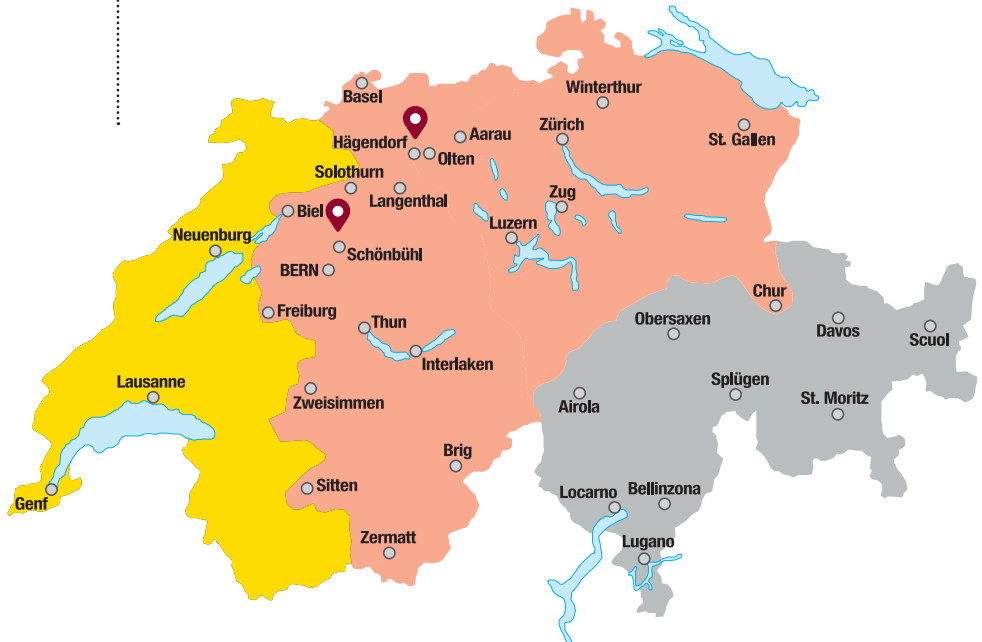 Basel
Winterthur
Hägendorf
Aarau
Zürich
St. Gallen
Olten
Solothurn
Langenthal
Zug
Biel
Luzern
Neuenburg
Schönbühl
BERN
Chur
Freiburg
Thun
Obersaxen
Davos
Scuol
Interlaken
Lausanne
Zweisimmen
Airola
Splügen
St. Moritz
Brig
Sitten
Locarno
Bellinzona
Genf
Zermatt
Lugano